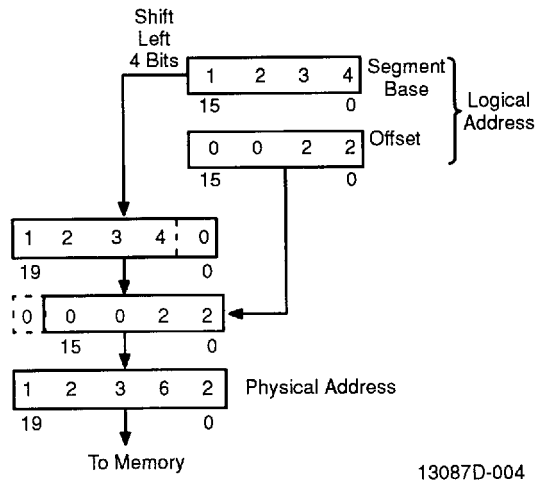 Shift
Left
4 Bits
1 2 3 4
Segment
Base
15 0
Logical
Address
0 0 2 2
Offset
15 0
1 2 3 4 0
19 0
0 0 0 2 2
15 0
1 2 3 6 2
Physical Address
19 0
To Memory
13087D-004